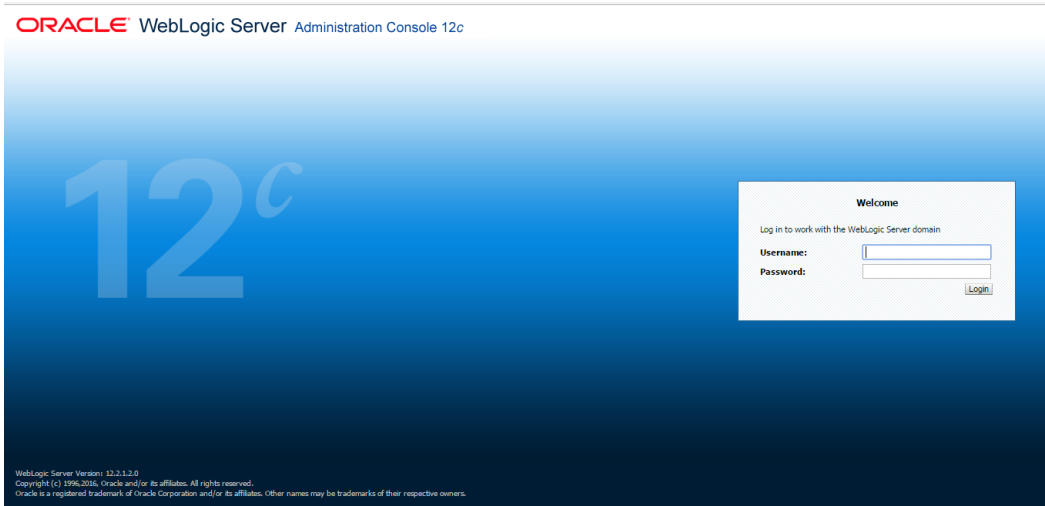 ORACLE WebLogic Server Administration Console 12c
12c
Welcome
Log in to work with the WebLogic Server domain
Username:
Password:
Login
WebLogic Server Version: 12.2.1.2.0
Copyright (c) 1996,2016, Oracle and/or its affiliates. All rights reserved.
Oracle is a registered trademark of Oracle Corporation and/or its affiliates. Other names may be trademarks of their respective owners.